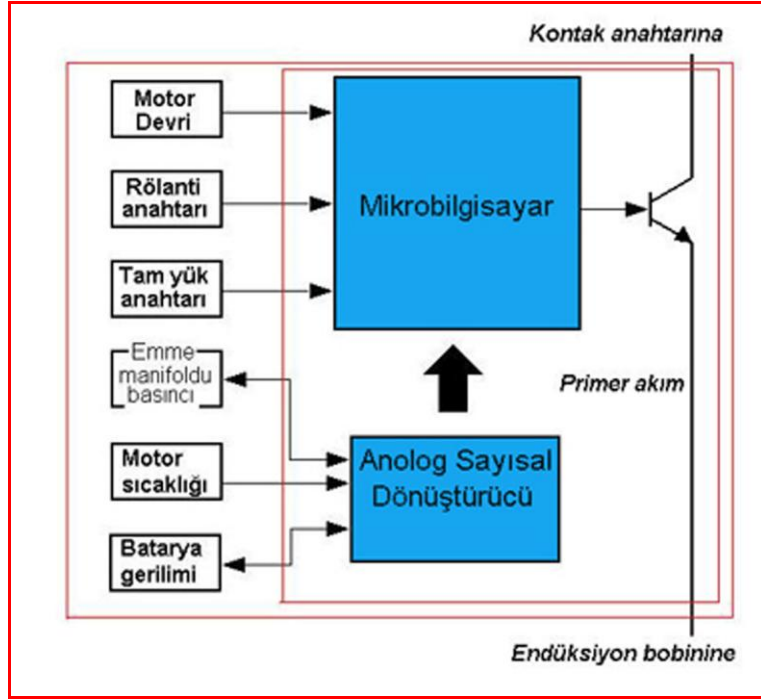 Kontak anahtarına
Motor
Devri
Rölanti
anahtarı
Mikrobilgisayar
Tam yük
anahtarı
Emme
manifoldu
basıncı
Primer akım
Motor
sıcaklığı
Anolog Sayısal
Dönüştürücü
Batarya
gerilimi
Endüksiyon bobinine